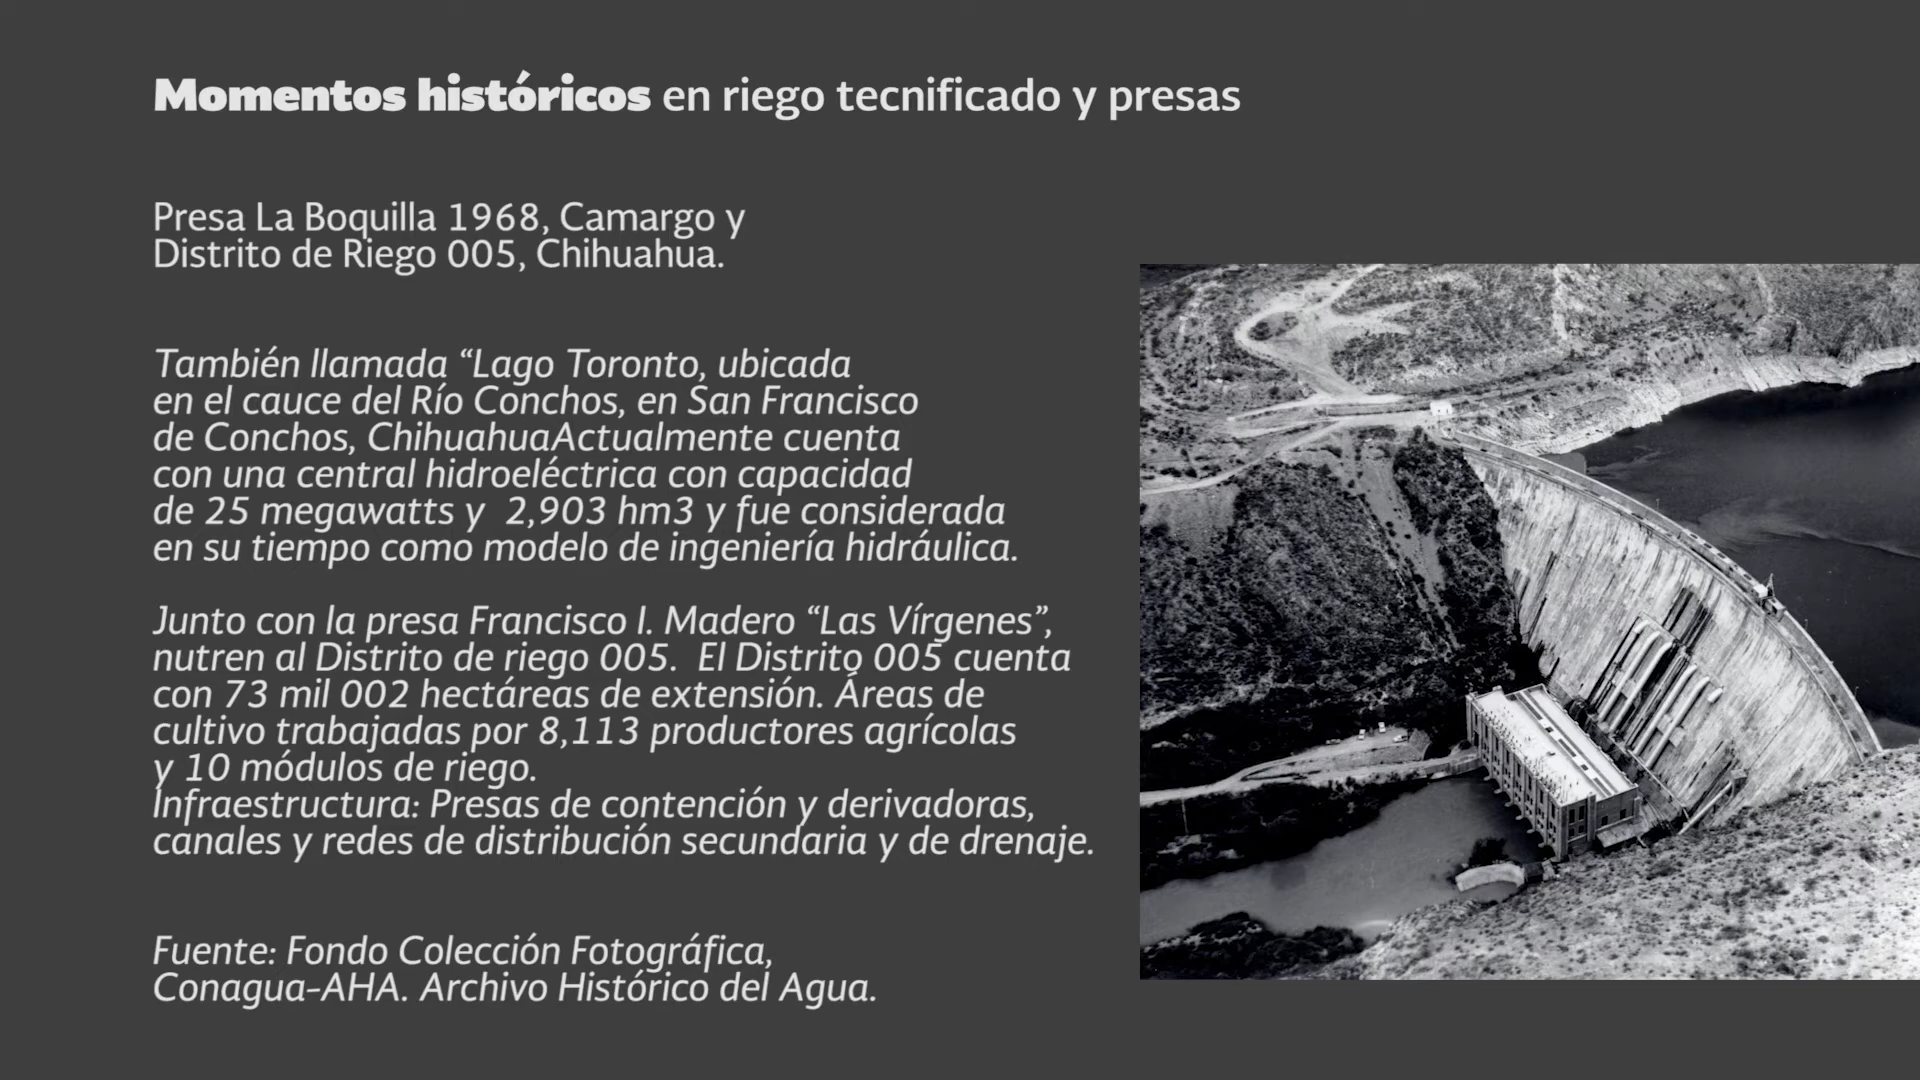 Momentos históricos en riego tecnificado y presas
Presa La Boquilla 1968, Camargo y
Distrito de Riego 005, Chihuahua.
También llamada “Lago Toronto, ubicada
en el cauce del Río Conchos, en San Francisco
de Conchos, ChihuahuaActualmente cuenta
con una central hidroeléctrica con capacidad
de 25 megawatts y  2,903 hm3 y fue considerada
en su tiempo como modelo de ingeniería hidráulica.
Junto con la presa Francisco I. Madero “Las Vírgenes”,
nutren al Distrito de riego 005.  El Distrito 005 cuenta
con 73 mil 002 hectáreas de extensión. Áreas de
cultivo trabajadas por 8,113 productores agrícolas
y 10 módulos de riego.
Infraestructura: Presas de contención y derivadoras,
canales y redes de distribución secundaria y de drenaje.
Fuente: Fondo Colección Fotográfica,
Conagua-AHA. Archivo Histórico del Agua.